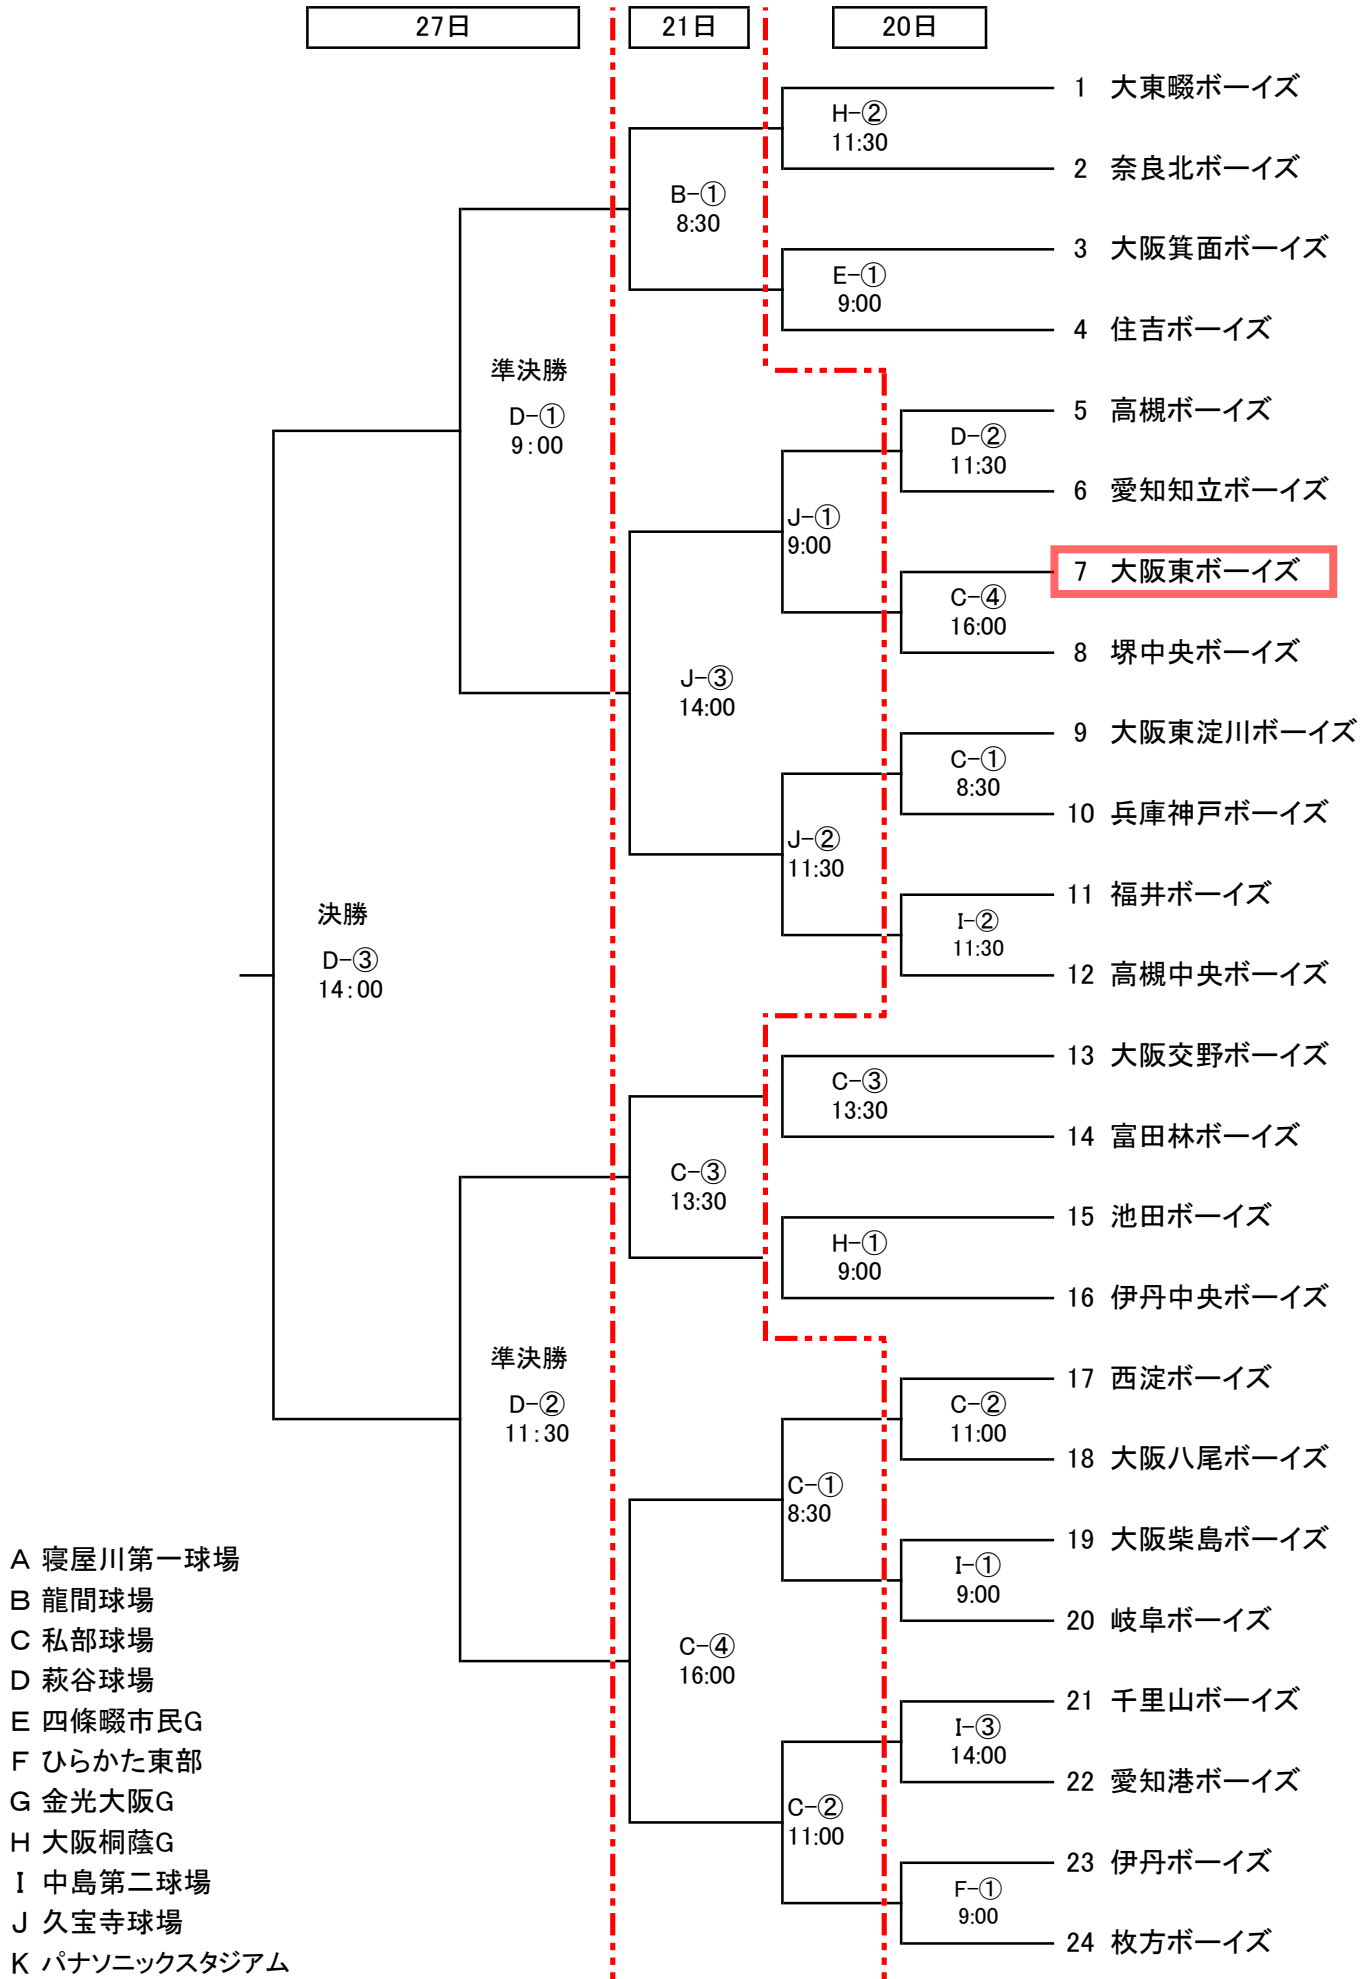 27日 21日 20日
1 大東畷ボーイズ
H-②
11:30
2 奈良北ボーイズ
B-①
8:30
3 大阪箕面ボーイズ
E-①
9:00
4 住吉ボーイズ
準決勝
D-①
9:00
5 高槻ボーイズ
D-②
11:30
6 愛知知立ボーイズ
J-①
9:00
7 大阪東ボーイズ
C-④
16:00
8 堺中央ボーイズ
J-③
14:00
9 大阪東淀川ボーイズ
C-①
8:30
10 兵庫神戸ボーイズ
J-②
11:30
11 福井ボーイズ
I-②
11:30
12 高槻中央ボーイズ
決勝
D-③
14:00
13 大阪交野ボーイズ
C-③
13:30
14 富田林ボーイズ
C-③
13:30
15 池田ボーイズ
H-①
9:00
16 伊丹中央ボーイズ
準決勝
D-②
11:30
17 西淀ボーイズ
C-②
11:00
18 大阪八尾ボーイズ
C-①
8:30
19 大阪柴島ボーイズ
I-①
9:00
20 岐阜ボーイズ
C-④
16:00
21 千里山ボーイズ
I-③
14:00
22 愛知港ボーイズ
C-②
11:00
23 伊丹ボーイズ
F-①
9:00
24 枚方ボーイズ
A 寝屋川第一球場
B 龍間球場
C 私部球場
D 萩谷球場
E 四條畷市民G
F ひらかた東部
G 金光大阪G
H 大阪桐蔭G
I 中島第二球場
J 久宝寺球場
K パナソニックスタジアム